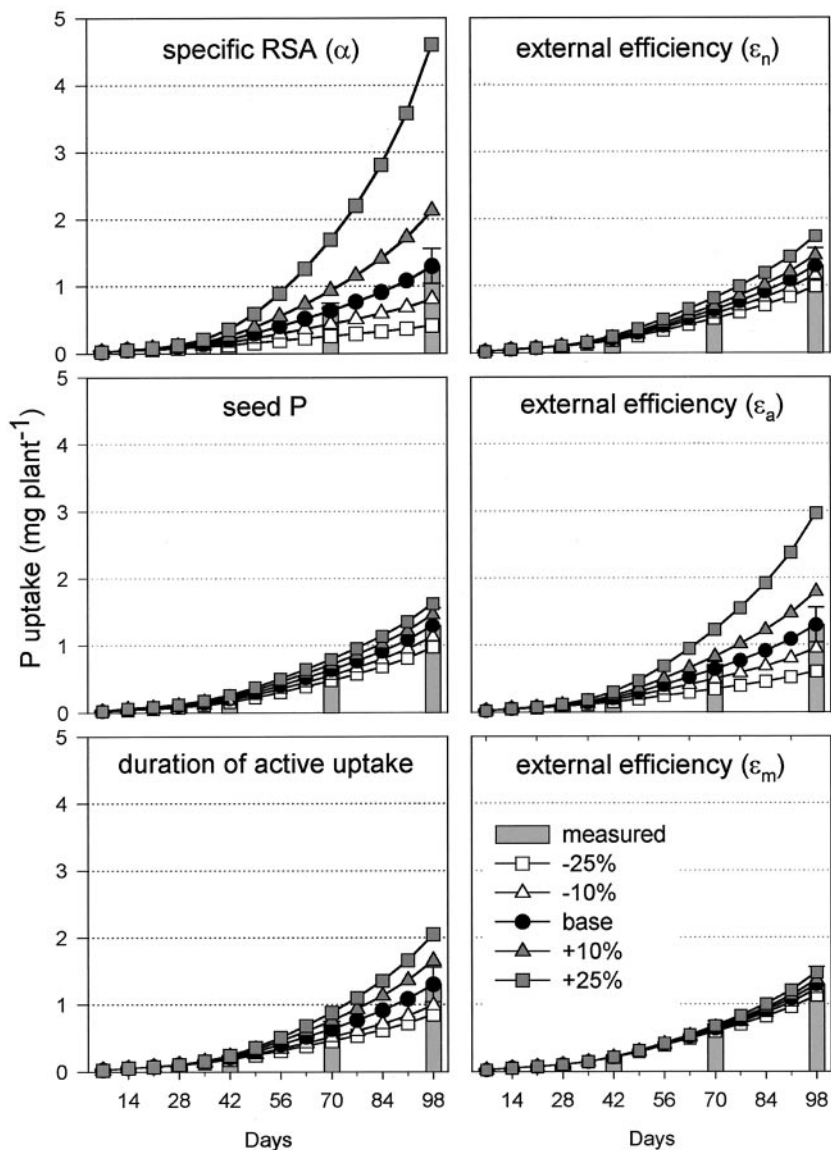 specific RSA (α)
external efficiency (εn)
5
4
3
2
1
0
seed P
external efficiency (εa)
5
4
3
2
1
0
P uptake (mg plant⁻¹)
duration of active uptake
external efficiency (εm)
5
4
3
2
1
0
measured
-25%
-10%
base
+10%
+25%
14 28 42 56 70 84 98
14 28 42 56 70 84 98
Days
Days